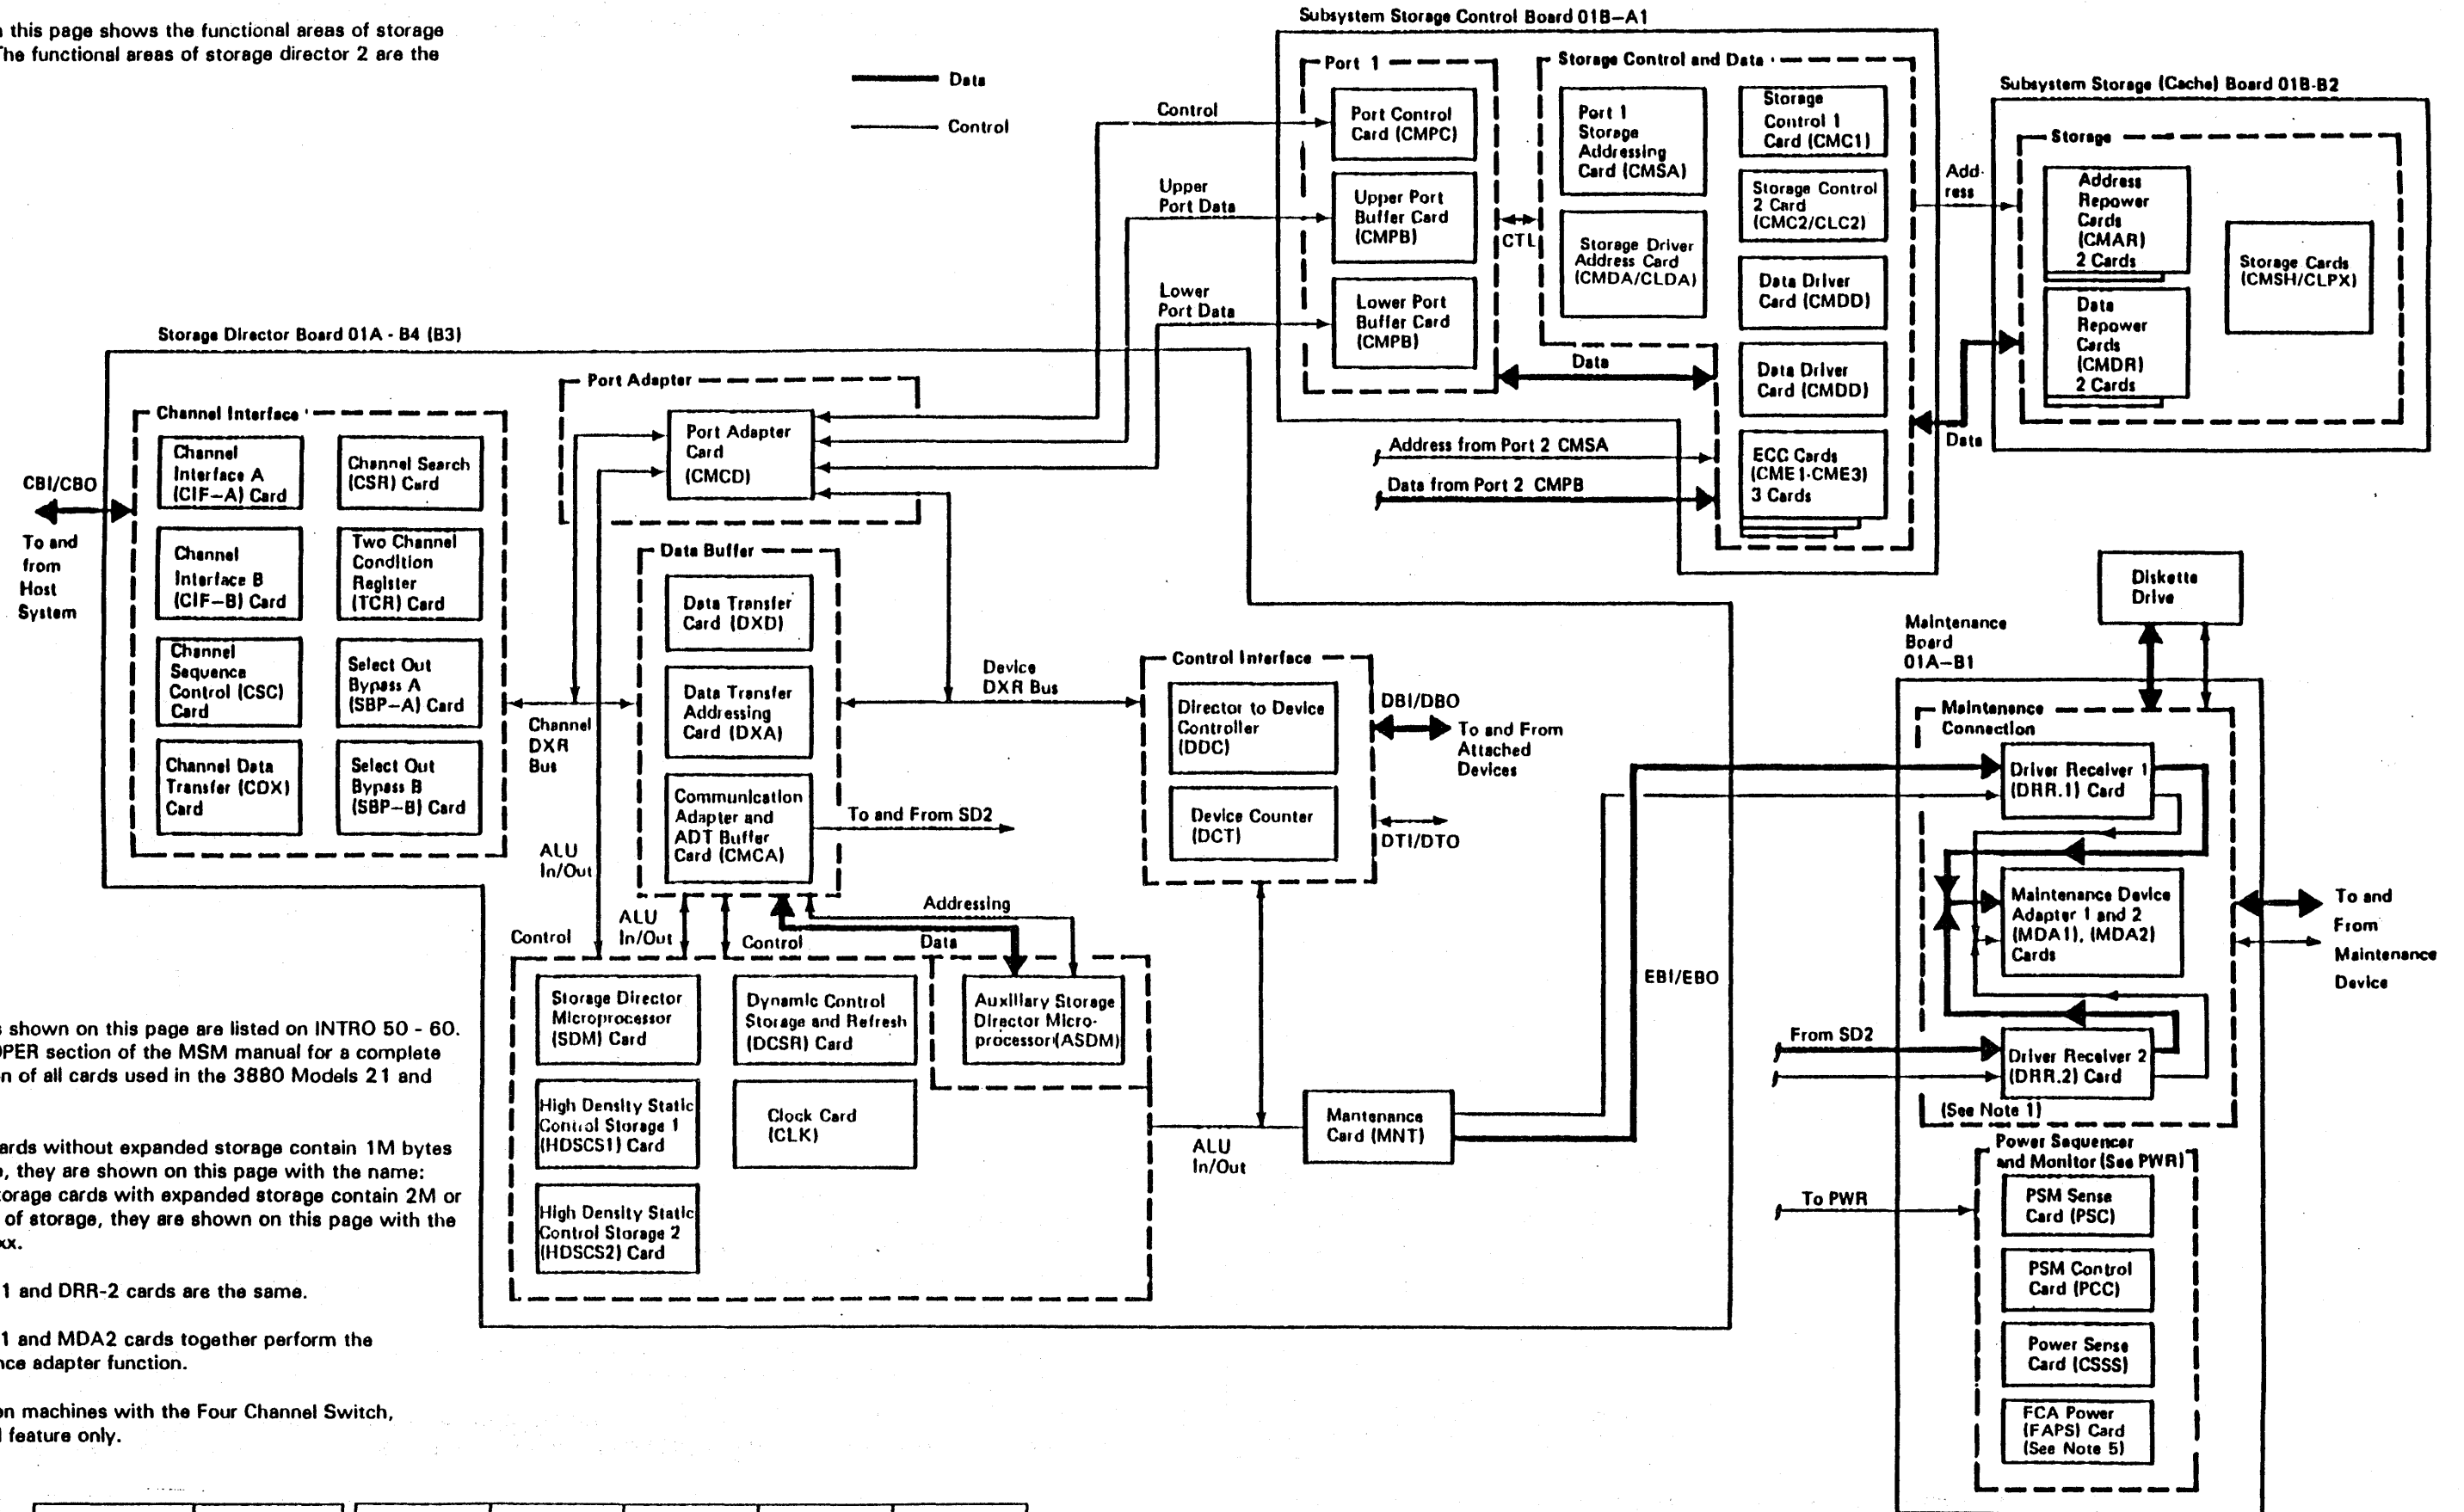 this page shows the functional areas of storage
he functional areas of storage director 2 are the
Data
Control
Subsystem Storage Control Board 01B-A1
Port 1
Port Control
Card (CMPC)
Upper Port
Buffer Card
(CMPB)
Lower Port
Buffer Card
(CMPB)
Control
Upper
Port Data
Lower
Port Data
CTL
Data
Storage Control and Data
Port 1
Storage
Addressing
Card (CMSA)
Storage Driver
Address Card
(CMDA/CLDA)
Storage
Control 1
Card (CMC1)
Storage Control
2 Card
(CMC2/CLC2)
Data Driver
Card (CMDD)
Data Driver
Card (CMDD)
ECC Cards
(CME1-CME3)
3 Cards
Address from Port 2 CMSA
Data from Port 2 CMPB
Add-
ress
Data
Subsystem Storage (Cache) Board 01B-B2
Storage
Address
Repower
Cards
(CMAR)
2 Cards
Data
Repower
Cards
(CMDR)
2 Cards
Storage Cards
(CMSH/CLPX)
Storage Director Board 01A - B4 (B3)
CBI/CBO
To and
from
Host
System
Channel Interface
Channel
Interface A
(CIF-A) Card
Channel Search
(CSR) Card
Channel
Interface B
(CIF-B) Card
Two Channel
Condition
Register
(TCR) Card
Channel
Sequence
Control (CSC)
Card
Select Out
Bypass A
(SBP-A) Card
Channel Data
Transfer (CDX)
Card
Select Out
Bypass B
(SBP-B) Card
Port Adapter
Port Adapter
Card
(CMCD)
Channel
DXR
Bus
Data Buffer
Data Transfer
Card (DXD)
Data Transfer
Addressing
Card (DXA)
Communication
Adapter and
ADT Buffer
Card (CMCA)
To and From SD2
Device
DXR Bus
Control Interface
Director to Device
Controller
(DDC)
Device Counter
(DCT)
DBI/DBO
To and From
Attached
Devices
DTI/DTO
ALU
In/Out
Control
ALU
In/Out
Control
Addressing
Data
Storage Director
Microprocessor
(SDM) Card
Dynamic Control
Storage and Refresh
(DCSR) Card
Auxiliary Storage
Director Micro-
processor(ASDM)
High Density Static
Control Storage 1
(HDSCS1) Card
Clock Card
(CLK)
High Density Static
Control Storage 2
(HDSCS2) Card
ALU
In/Out
Mantenance
Card (MNT)
EBI/EBO
Diskette
Drive
Maintenance
Board
01A-B1
Maintenance
Connection
Driver Receiver 1
(DRR.1) Card
Maintenance Device
Adapter 1 and 2
(MDA1), (MDA2)
Cards
Driver Receiver 2
(DRR.2) Card
(See Note 1)
From SD2
To and
From
Maintenance
Device
Power Sequencer
and Monitor (See PWR)
To PWR
PSM Sense
Card (PSC)
PSM Control
Card (PCC)
Power Sense
Card (CSSS)
FCA Power
(FAPS) Card
(See Note 5)
s shown on this page are listed on INTRO 50 - 60.
OPER section of the MSM manual for a complete
n of all cards used in the 3880 Models 21 and
ards without expanded storage contain 1M bytes
e, they are shown on this page with the name:
torage cards with expanded storage contain 2M or
of storage, they are shown on this page with the
xx.
1 and DRR-2 cards are the same.
1 and MDA2 cards together perform the
nce adapter function.
on machines with the Four Channel Switch,
l feature only.